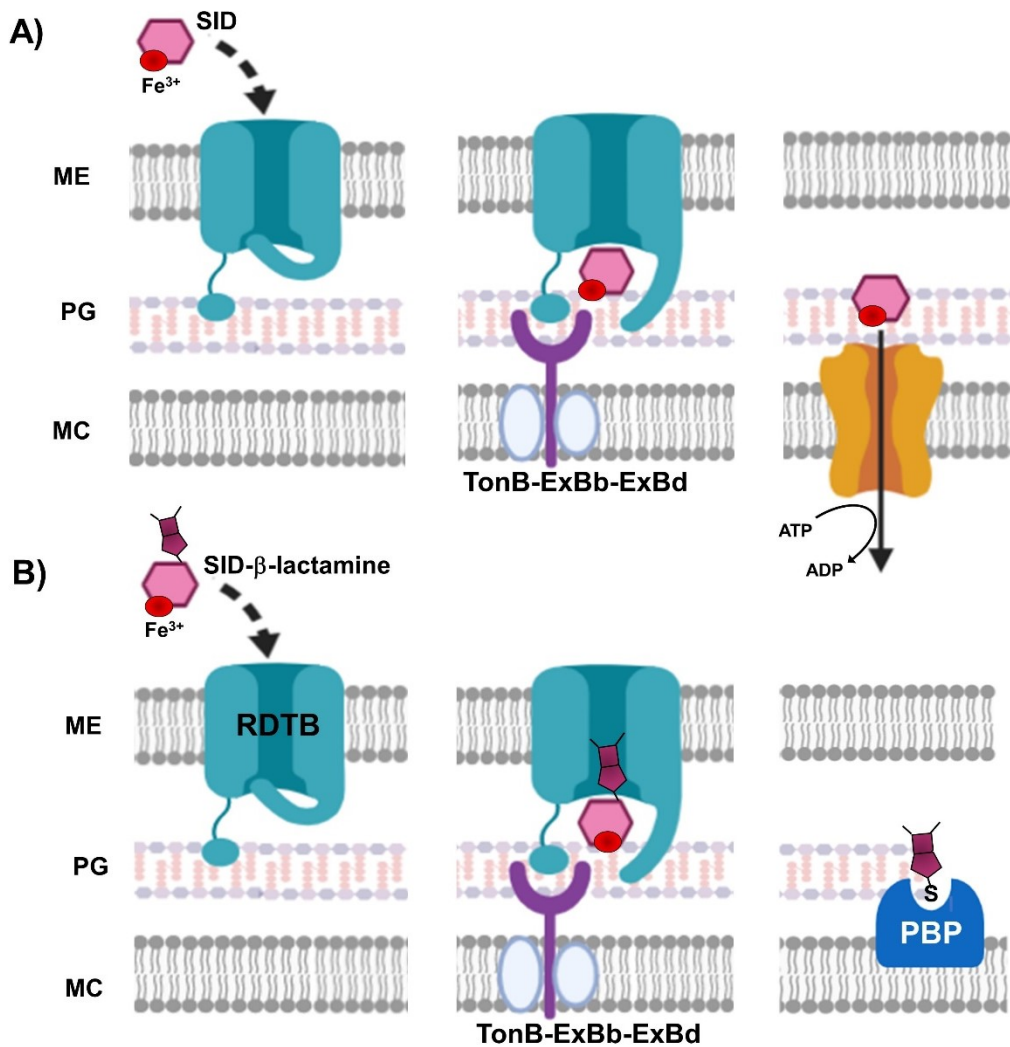 A)
SID
Fe³⁺
ME
PG
MC
TonB-ExBb-ExBd
ATP
ADP
B)
SID-β-lactamine
Fe³⁺
ME
RDTB
PG
S
PBP
MC
TonB-ExBb-ExBd